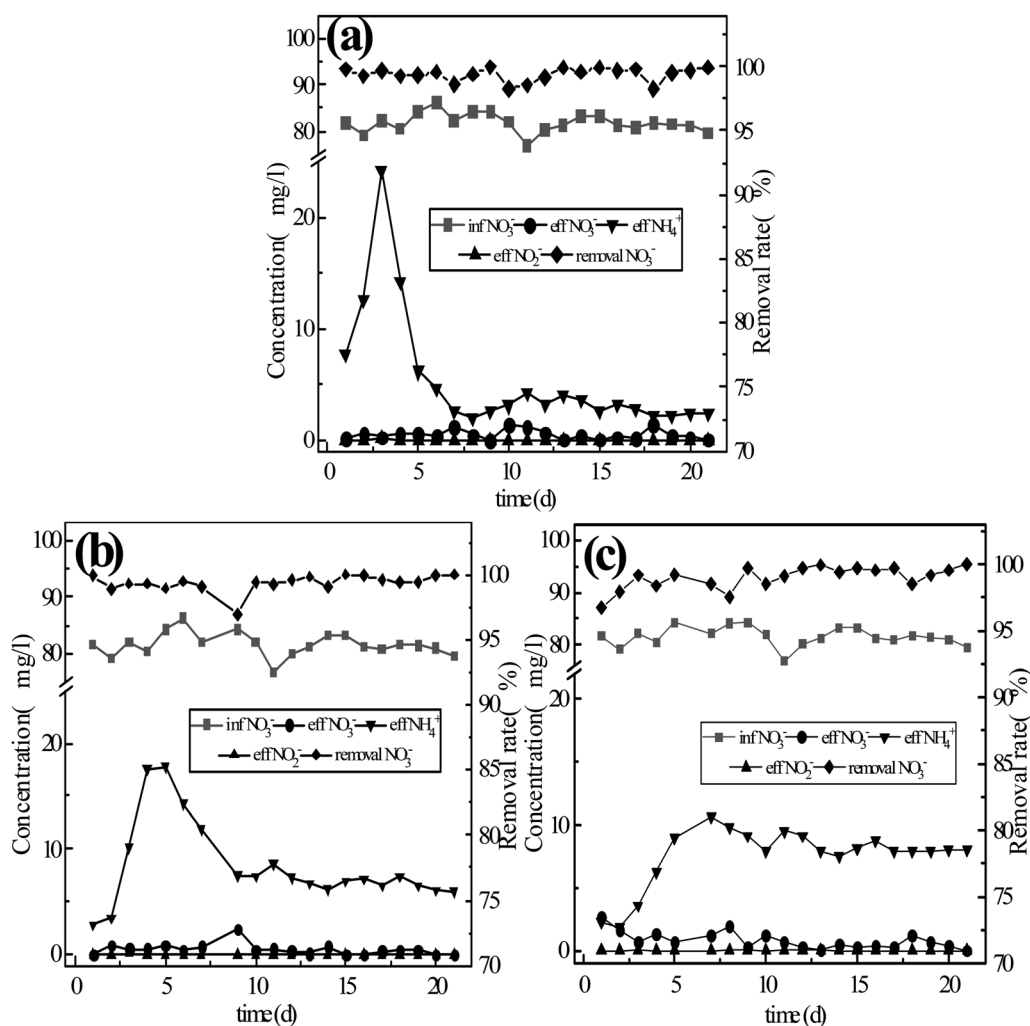 (a)
100
90
80
20
10
0
100
95
90
85
80
75
70
Concentration( mg/l)
Removal rate( %)
inf NO₃⁻ eff NO₃⁻ eff NH₄⁺
eff NO₂⁻ removal NO₃⁻
0 5 10 15 20
time(d)
(b)
100
90
80
20
10
0
100
95
90
85
80
75
70
Concentration( mg/l)
Removal rate( %)
inf NO₃⁻ eff NO₃⁻ eff NH₄⁺
eff NO₂⁻ removal NO₃⁻
0 5 10 15 20
time(d)
(c)
100
90
80
20
10
0
100
95
90
85
80
75
70
Concentration( mg/l)
Removal rate( %)
inf NO₃⁻ eff NO₃⁻ eff NH₄⁺
eff NO₂⁻ removal NO₃⁻
0 5 10 15 20
time(d)